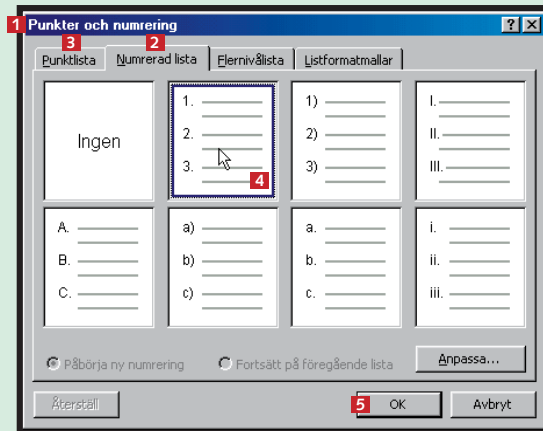 1 Punkter och numrering ? X
3 2
Punktlista Numrerad lista Flernivålista Listformatmallar
Ingen
1.
2.
3.
4
1)
2)
3)
I.
II.
III.
A.
B.
C.
a)
b)
c)
a.
b.
c.
i.
ii.
iii.
Påbörja ny numrering Fortsätt på föregående lista Anpassa...
Återställ 5 OK Avbryt